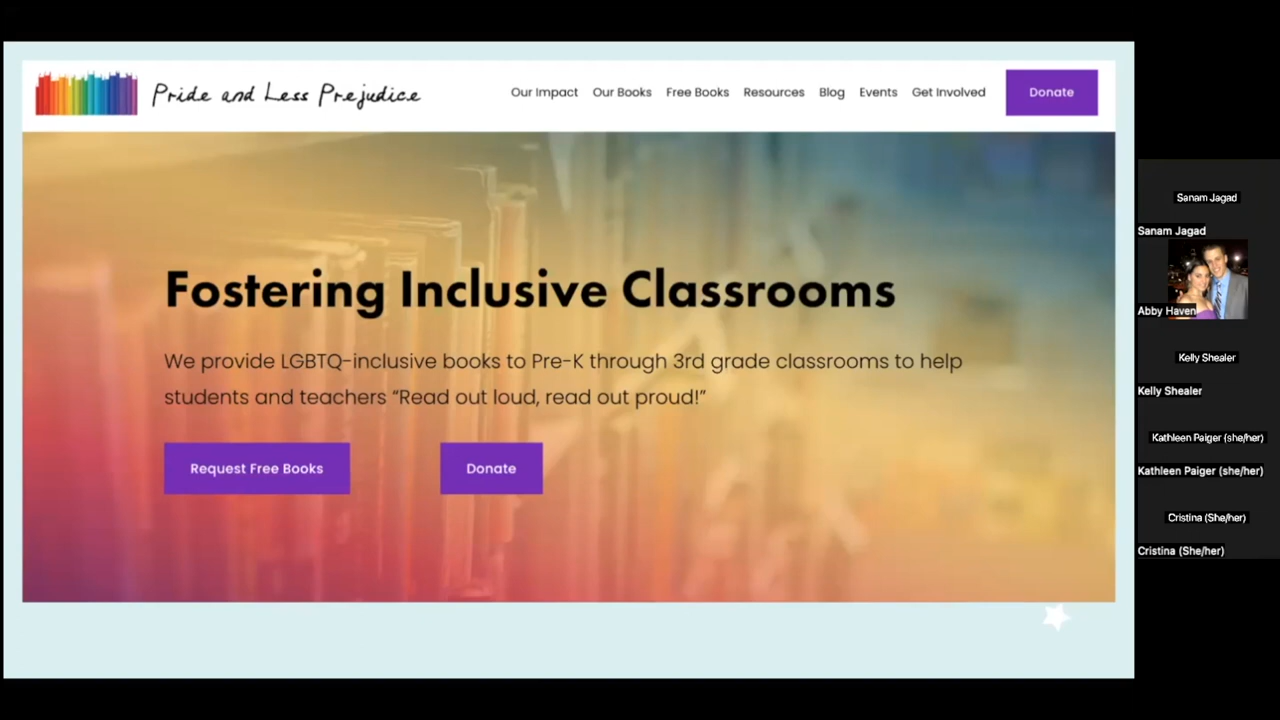 Pride and Less Prejudice
Our Impact Our Books Free Books Resources Blog Events Get Involved Donate
Fostering Inclusive Classrooms
We provide LGBTQ-inclusive books to Pre-K through 3rd grade classrooms to help
students and teachers “Read out loud, read out proud!”
Request Free Books Donate
Sanam Jagad
Sanam Jagad
Abby Haven
Kelly Shealer
Kelly Shealer
Kathleen Paiger (she/her)
Kathleen Paiger (she/her)
Cristina (She/her)
Cristina (She/her)